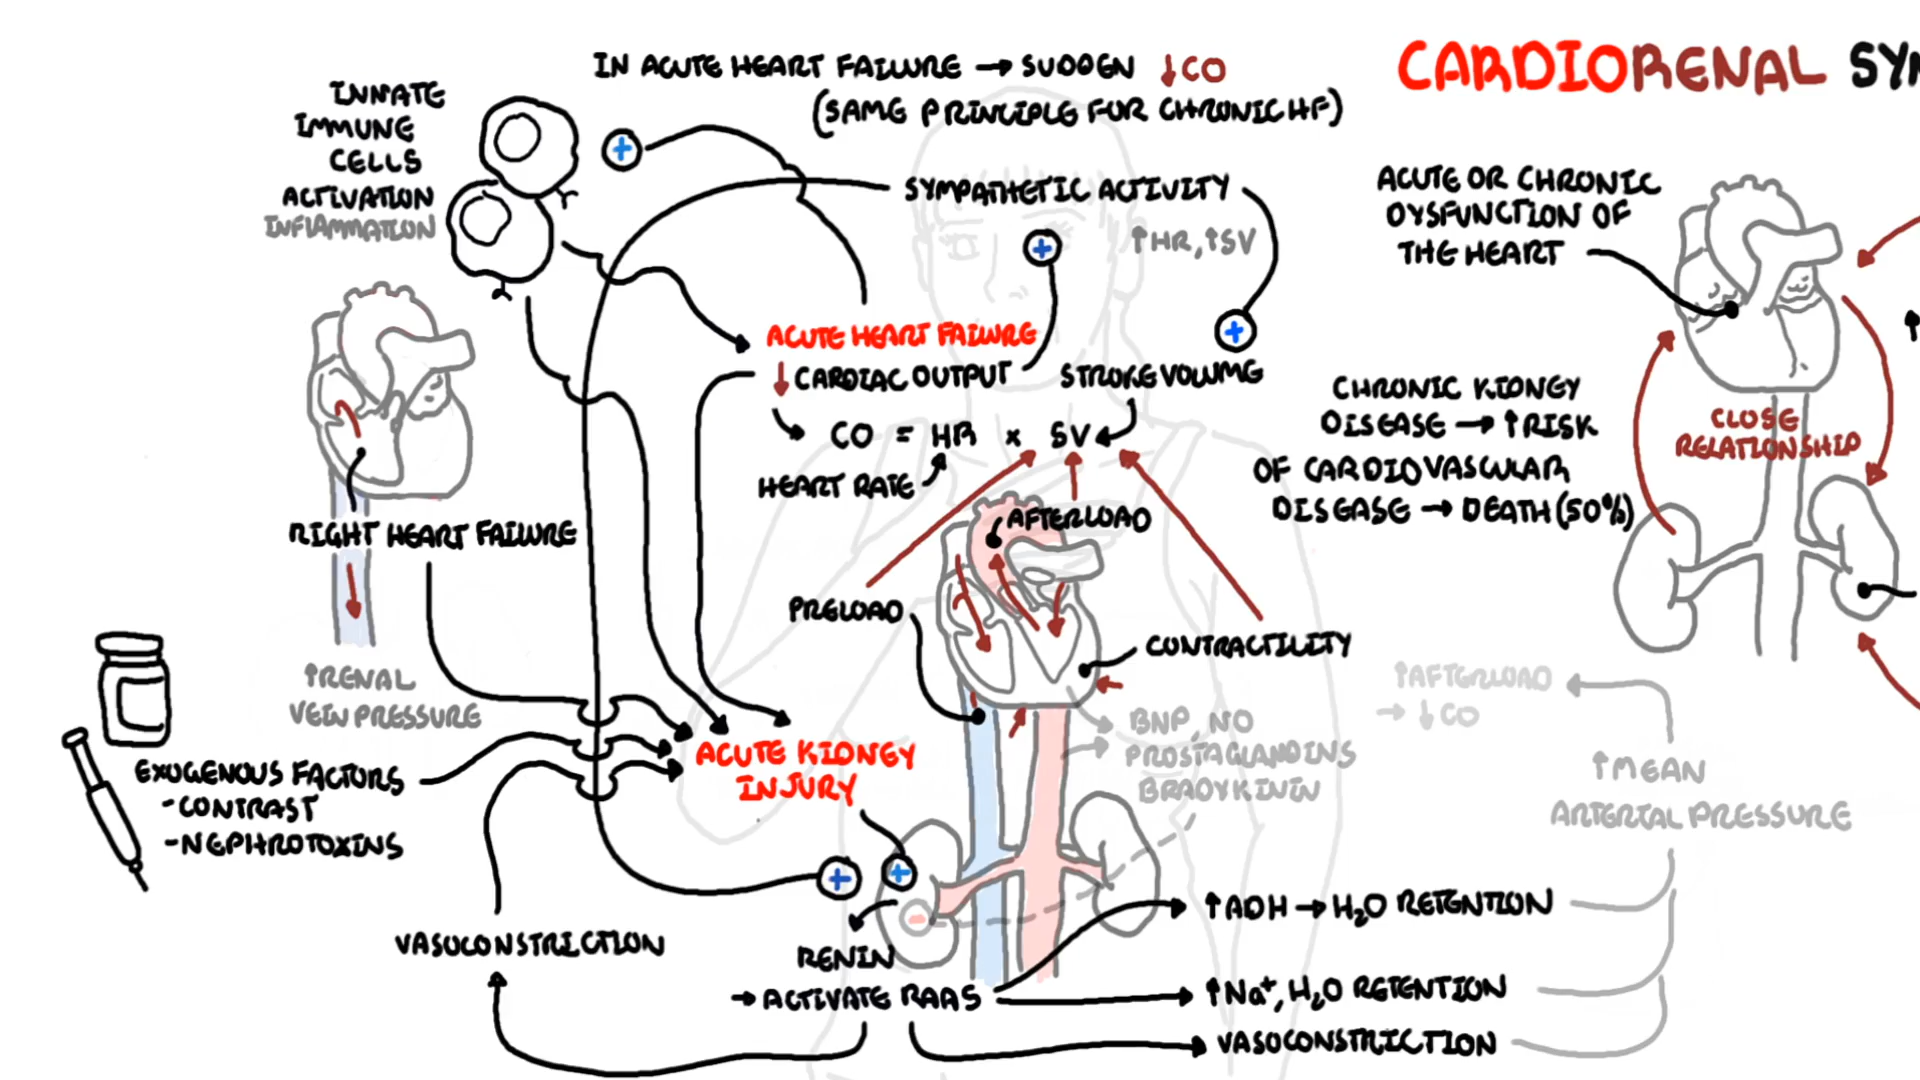 IN ACUTE HEART FAILURE → SUDDEN ↓CO
(SAME PRINCIPLE FOR CHRONIC HF)
CARDIORENAL SYN
INNATE
IMMUNE
CELLS
ACTIVATION
INFLAMMATION
SYMPATHETIC ACTIVITY
↑HR, ↑SV
ACUTE OR CHRONIC
DYSFUNCTION OF
THE HEART
ACUTE HEART FAILURE
↓ CARDIAC OUTPUT
STROKE VOLUME
CO = HR x SV
HEART RATE
CHRONIC KIDNEY
DISEASE → ↑RISK
OF CARDIOVASCULAR
DISEASE → DEATH (50%)
CLOSE
RELATIONSHIP
RIGHT HEART FAILURE
AFTERLOAD
PRELOAD
CONTRACTILITY
↑RENAL
VEIN PRESSURE
↑AFTERLOAD
→ ↓CO
BNP, NO
PROSTAGLANDINS
BRADYKININ
↑MEAN
ARTERIAL PRESSURE
EXOGENOUS FACTORS
-CONTRAST
-NEPHROTOXINS
ACUTE KIDNEY
INJURY
VASOCONSTRICTION
RENIN
→ ACTIVATE RAAS
↑ADH → H2O RETENTION
↑Na+, H2O RETENTION
VASOCONSTRICTION